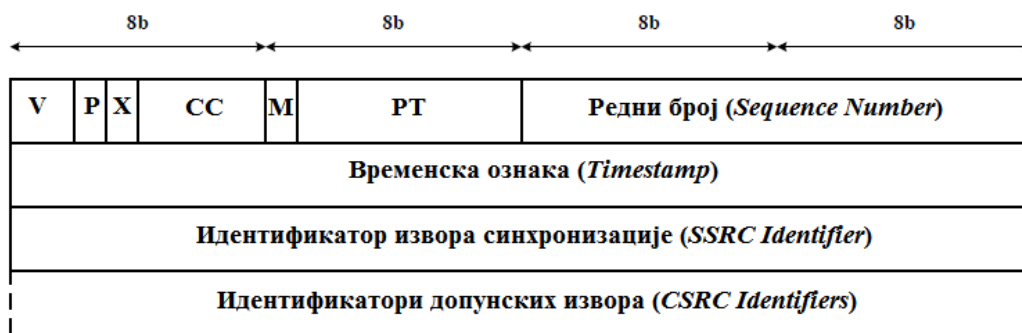 8b 8b 8b 8b
V P X CC M PT Редни број (Sequence Number)
Временска ознака (Timestamp)
Идентификатор извора синхронизације (SSRC Identifier)
Идентификатори допунских извора (CSRC Identifiers)